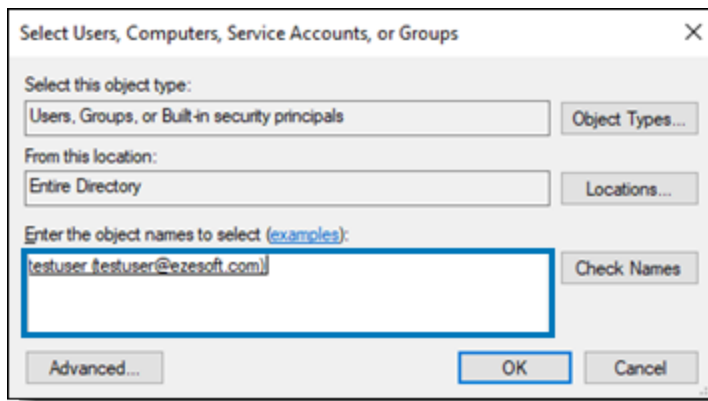 Select Users, Computers, Service Accounts, or Groups
Select this object type:
Users, Groups, or Built-in security principals
Object Types...
From this location:
Entire Directory
Locations...
Enter the object names to select (examples):
testuser (testuser@ezesoft.com)
Check Names
Advanced...
OK
Cancel